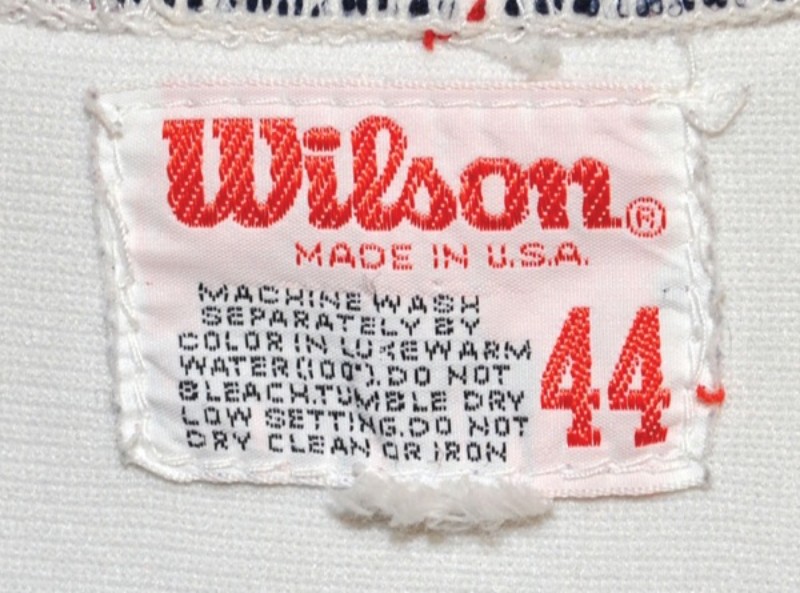 Wilson®
MADE IN U.S.A.
MACHINE WASH
SEPARATELY BY
COLOR IN LUKEWARM
WATER(100°).DO NOT
BLEACH.TUMBLE DRY
LOW SETTING.DO NOT
DRY CLEAN OR IRON
44